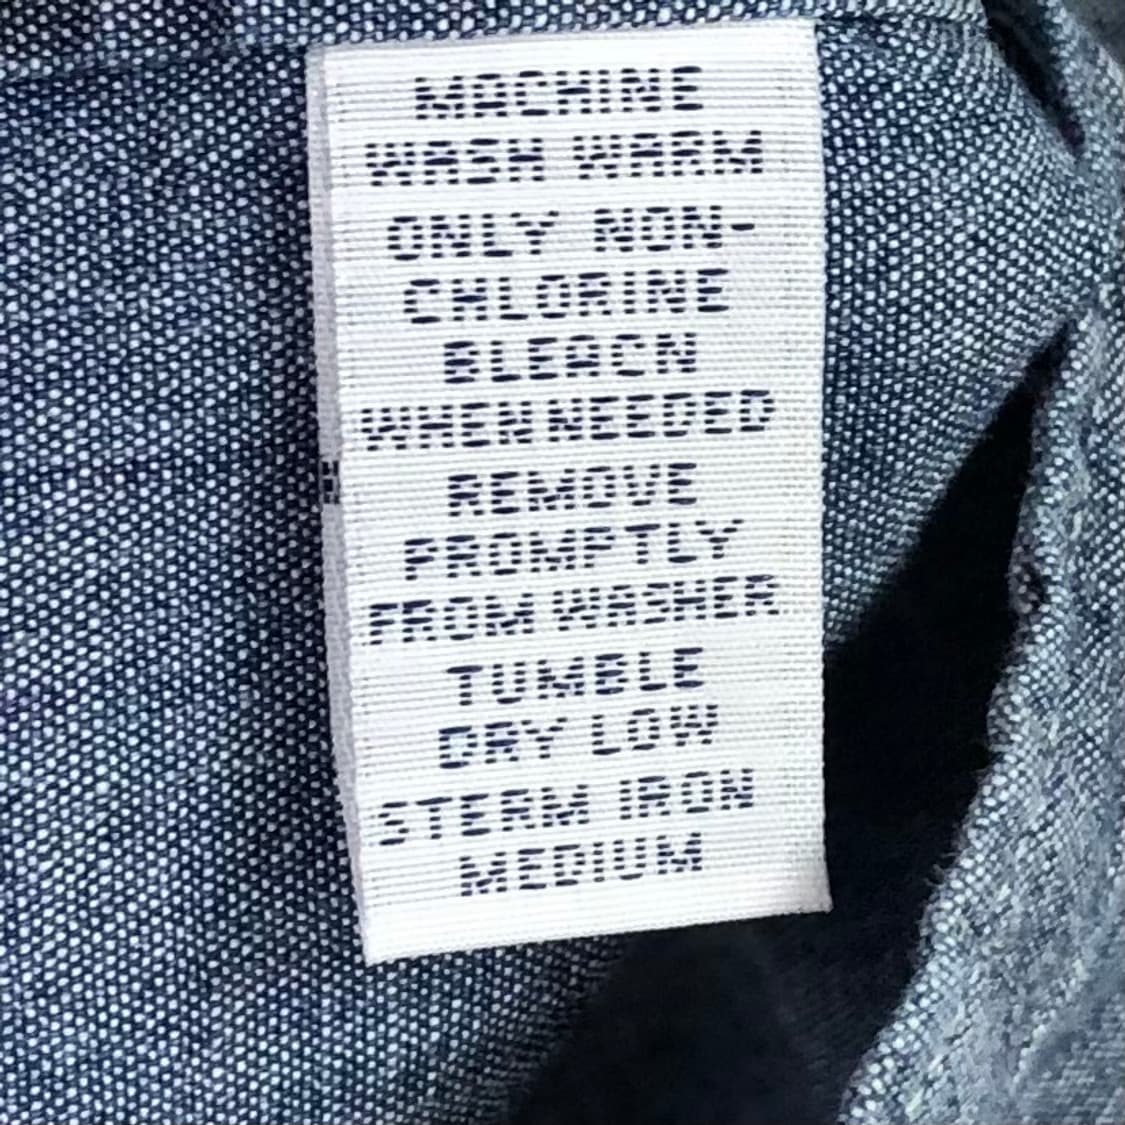 MACHINE
WASH WARM
ONLY NON-
CHLORINE
BLEACN
WHEN NEEDED
REMOVE
PROMPTLY
FROM WASHER
TUMBLE
DRY LOW
STERM IRON
MEDIUM